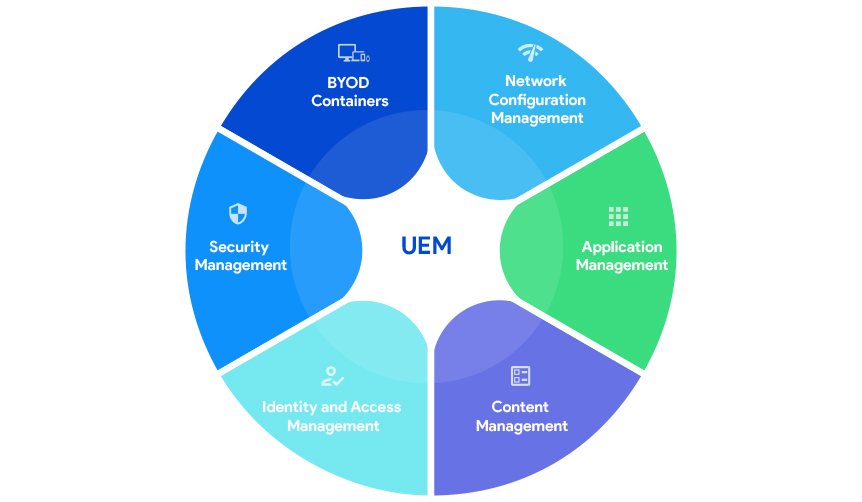 BYOD
Containers
Network
Configuration
Management
Security
Management
UEM
Application
Management
Identity and Access
Management
Content
Management